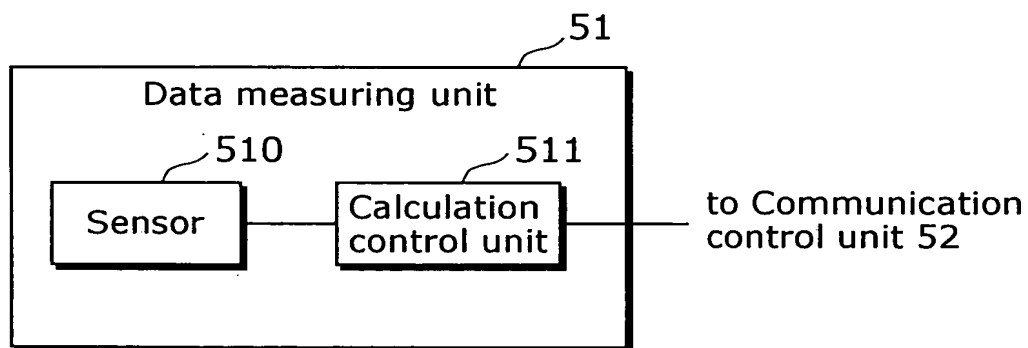 51
Data measuring unit
510
511
Sensor
Calculation
control unit
to Communication
control unit 52